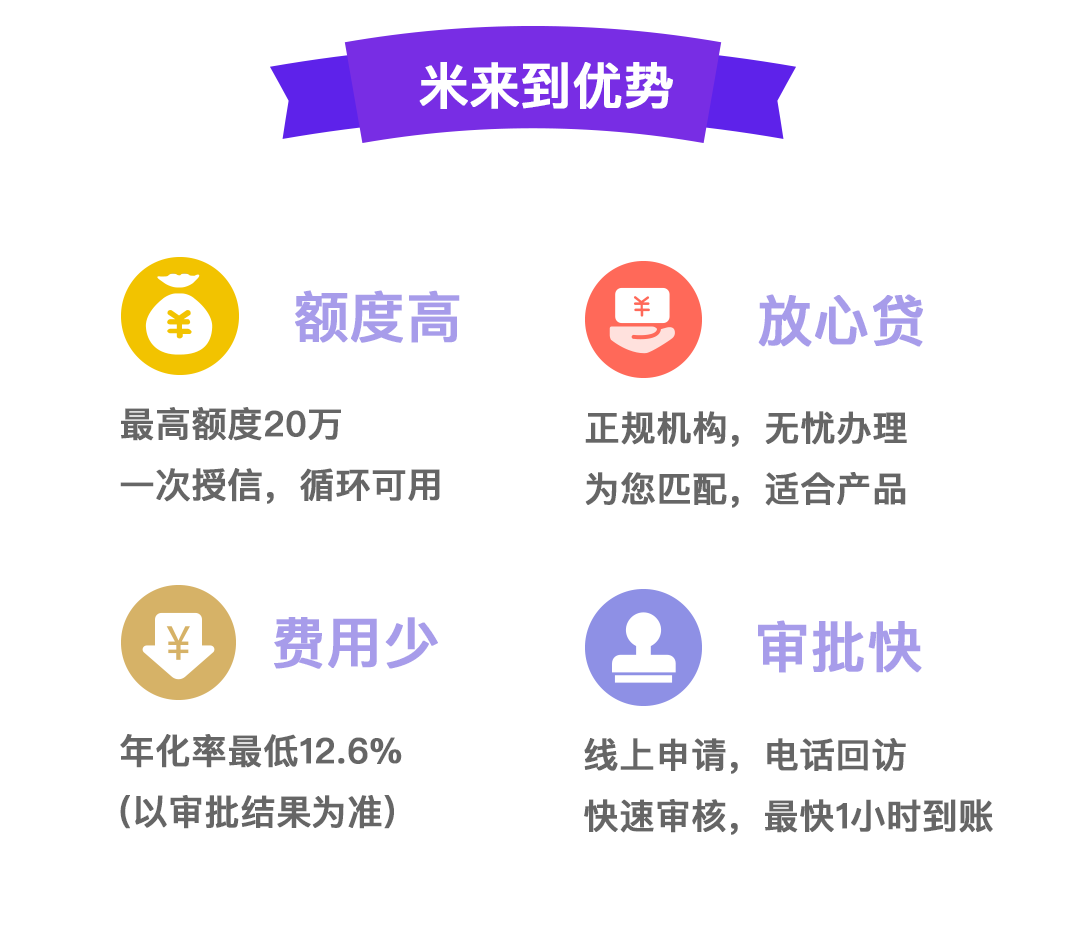 米来到优势
额度高
最高额度20万
一次授信，循环可用
放心贷
正规机构，无忧办理
为您匹配，适合产品
费用少
年化率最低12.6%
(以审批结果为准)
审批快
线上申请，电话回访
快速审核，最快1小时到账